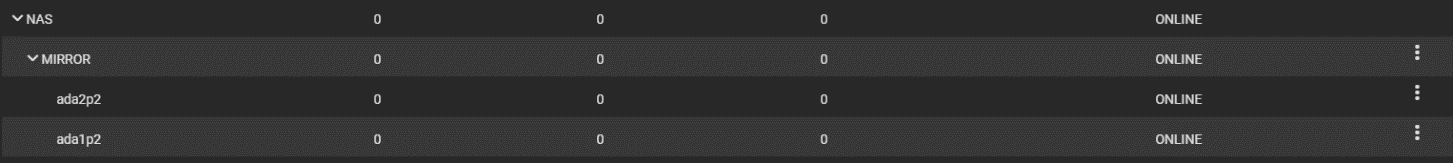 NAS 0 0 0 ONLINE
MIRROR 0 0 0 ONLINE
ada2p2 0 0 0 ONLINE
ada1p2 0 0 0 ONLINE